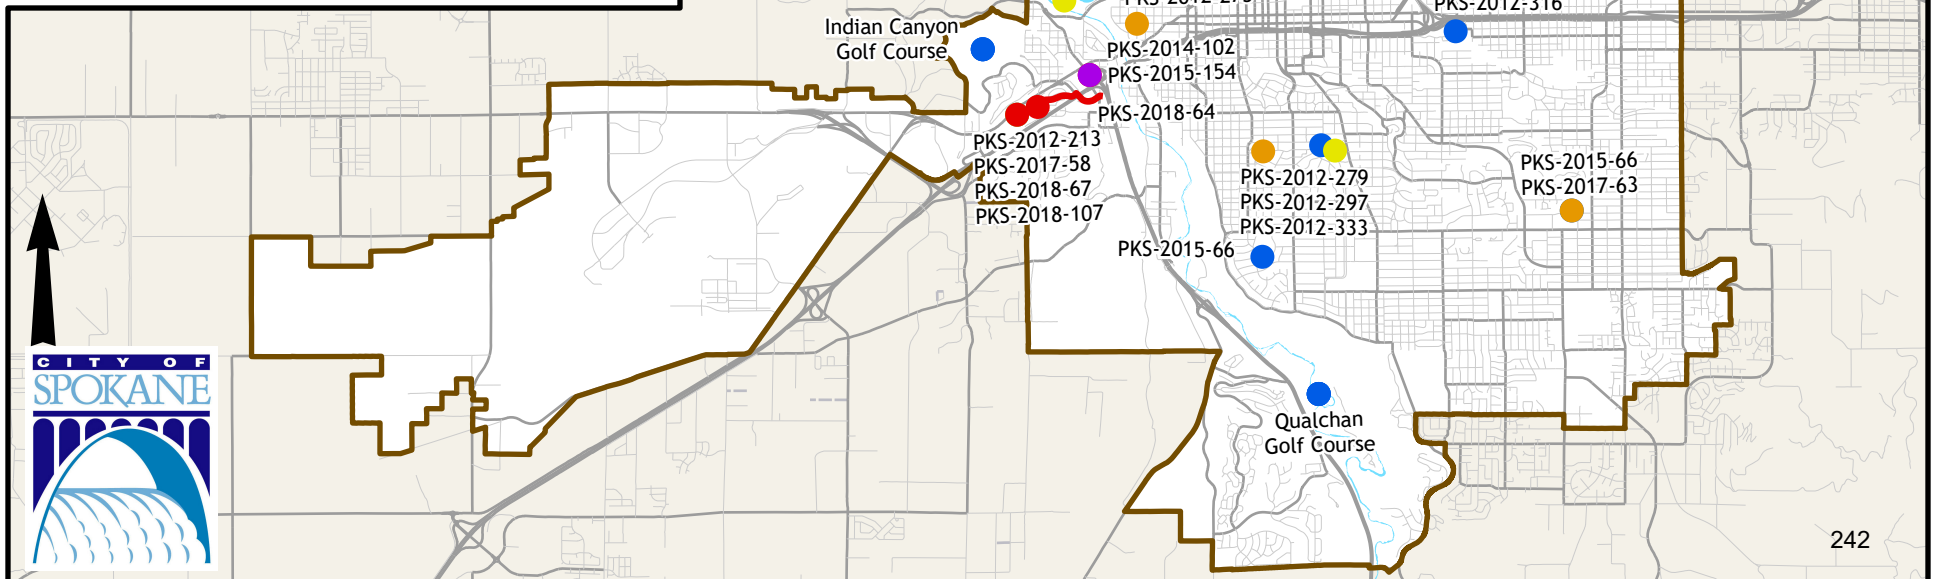 PKS-2012-316
Indian Canyon
Golf Course
PKS-2014-102
PKS-2015-154
PKS-2018-64
PKS-2012-213
PKS-2017-58
PKS-2018-67
PKS-2018-107
PKS-2012-279
PKS-2012-297
PKS-2012-333
PKS-2015-66
PKS-2017-63
PKS-2015-66
Qualchan
Golf Course
CITY OF
SPOKANE
242